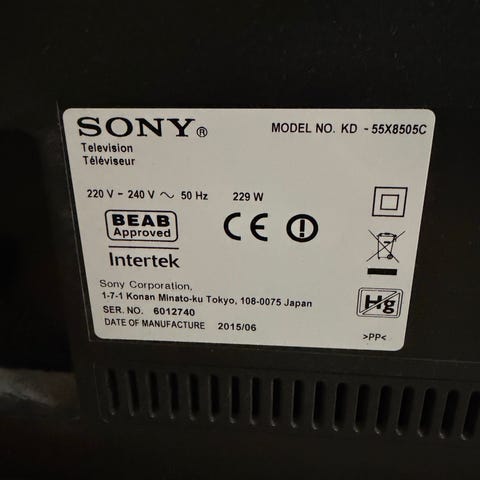 SONY®
MODEL NO. KD - 55X8505C
Television
Téléviseur
220 V - 240 V ~ 50 Hz 229 W
BEAB
Approved
Intertek
CE
Sony Corporation,
1-7-1 Konan Minato-ku Tokyo, 108-0075 Japan
SER. NO. 6012740
DATE OF MANUFACTURE 2015/06
Hg
>PP<